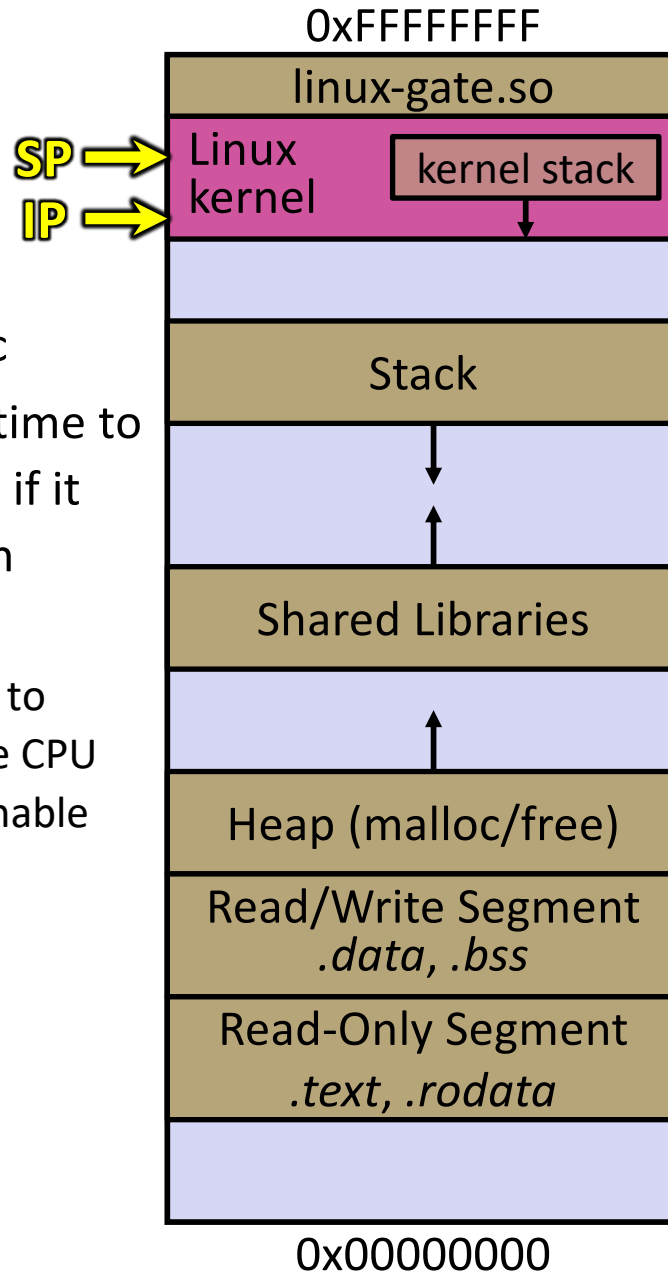 0xFFFFFFFF
linux-gate.so
SP
Linux
kernel
kernel stack
IP
c
Stack
time to
if it
n
Shared Libraries
to
e CPU
nable
Heap (malloc/free)
Read/Write Segment
.data, .bss
Read-Only Segment
.text, .rodata
0x00000000